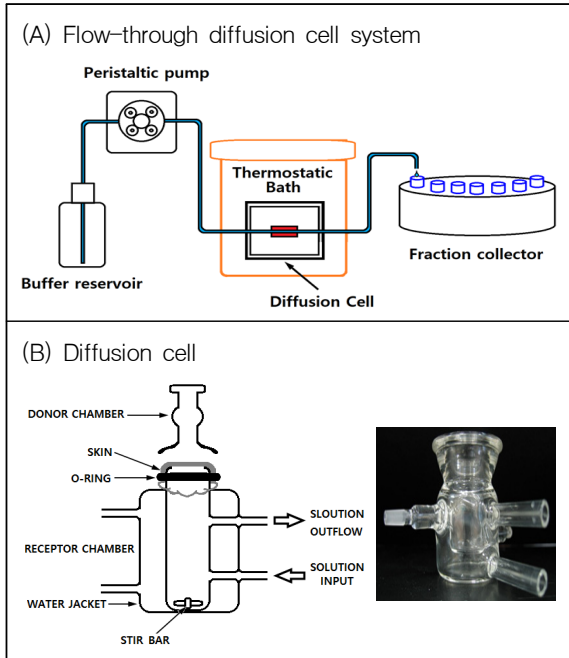 (A) Flow-through diffusion cell system
Peristaltic pump
Thermostatic
Bath
Buffer reservoir
Diffusion Cell
Fraction collector
(B) Diffusion cell
DONOR CHAMBER
SKIN
O-RING
SLOUTION
OUTFLOW
RECEPTOR CHAMBER
SOLUTION
INPUT
WATER JACKET
STIR BAR